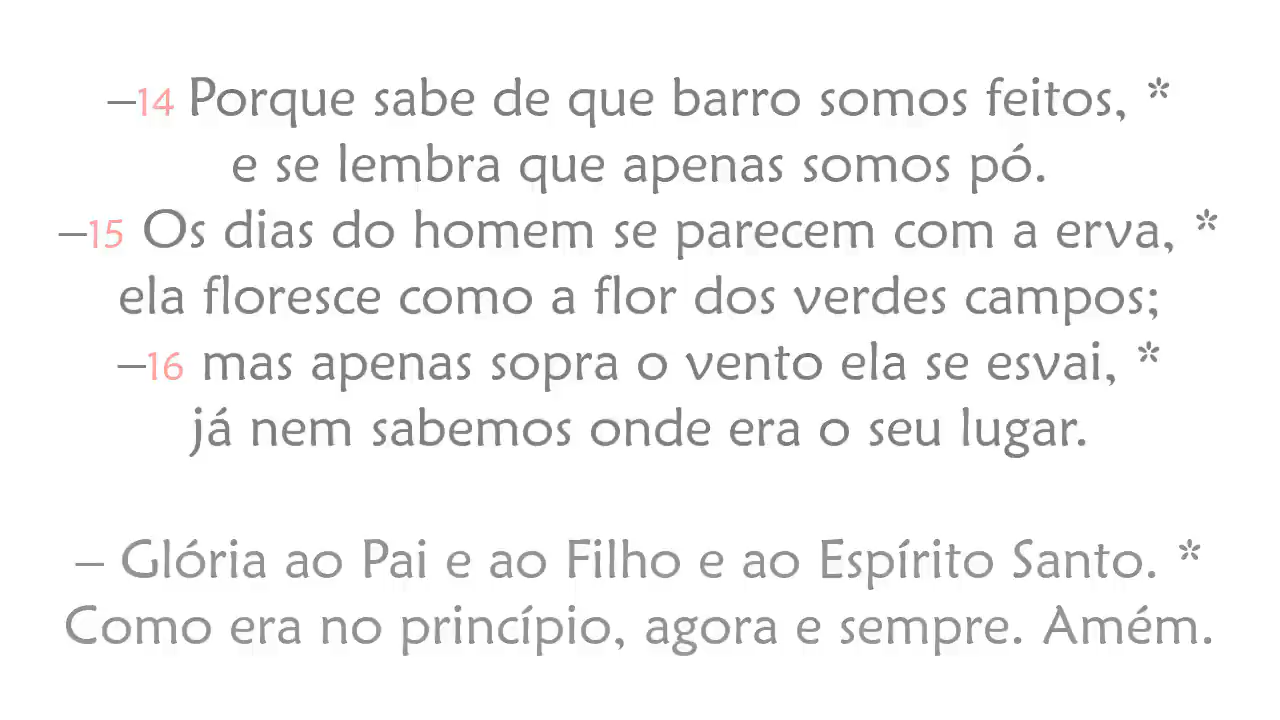 –14 Porque sabe de que barro somos feitos, *
e se lembra que apenas somos pó.
–15 Os dias do homem se parecem com a erva, *
ela floresce como a flor dos verdes campos;
–16 mas apenas sopra o vento ela se esvai, *
já nem sabemos onde era o seu lugar.
– Glória ao Pai e ao Filho e ao Espírito Santo. *
Como era no princípio, agora e sempre. Amém.